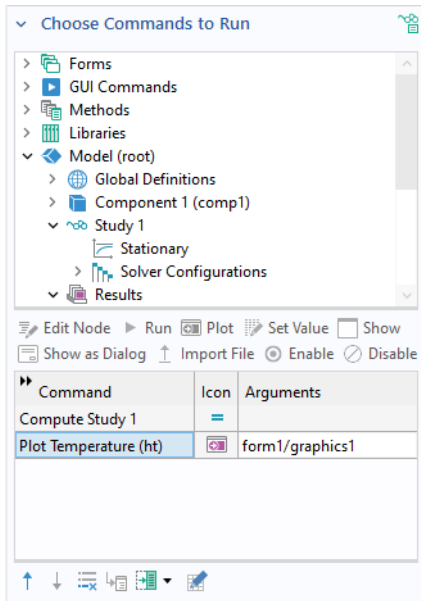 Choose Commands to Run
Forms
GUI Commands
Methods
Libraries
Model (root)
Global Definitions
Component 1 (comp1)
Study 1
Stationary
Solver Configurations
Results
Edit Node Run Plot Set Value Show
Show as Dialog Import File Enable Disable
Command Icon Arguments
Compute Study 1 =
Plot Temperature (ht) form1/graphics1